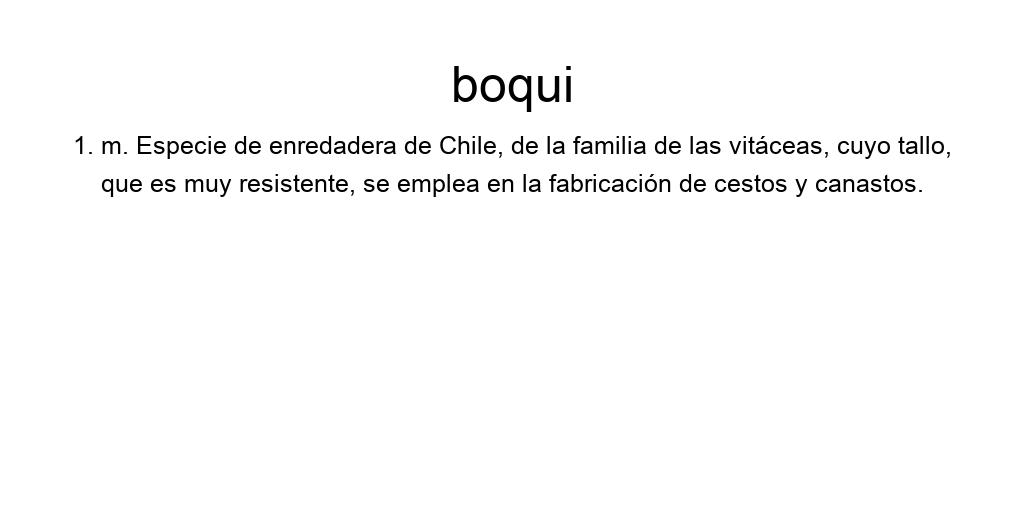 boqui
1. m. Especie de enredadera de Chile, de la familia de las vitáceas, cuyo tallo,
que es muy resistente, se emplea en la fabricación de cestos y canastos.